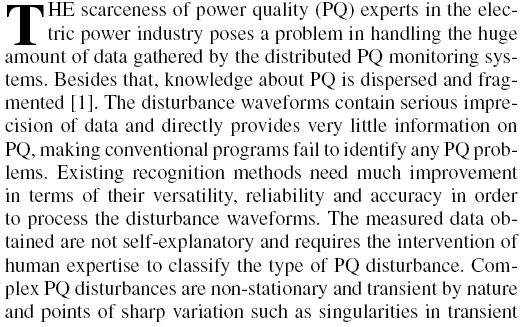 THE scarceness of power quality (PQ) experts in the elec-
tric power industry poses a problem in handling the huge
amount of data gathered by the distributed PQ monitoring sys-
tems. Besides that, knowledge about PQ is dispersed and frag-
mented [1]. The disturbance waveforms contain serious impre-
cision of data and directly provides very little information on
PQ, making conventional programs fail to identify any PQ prob-
lems. Existing recognition methods need much improvement
in terms of their versatility, reliability and accuracy in order
to process the disturbance waveforms. The measured data ob-
tained are not self-explanatory and requires the intervention of
human expertise to classify the type of PQ disturbance. Com-
plex PQ disturbances are non-stationary and transient by nature
and points of sharp variation such as singularities in transient